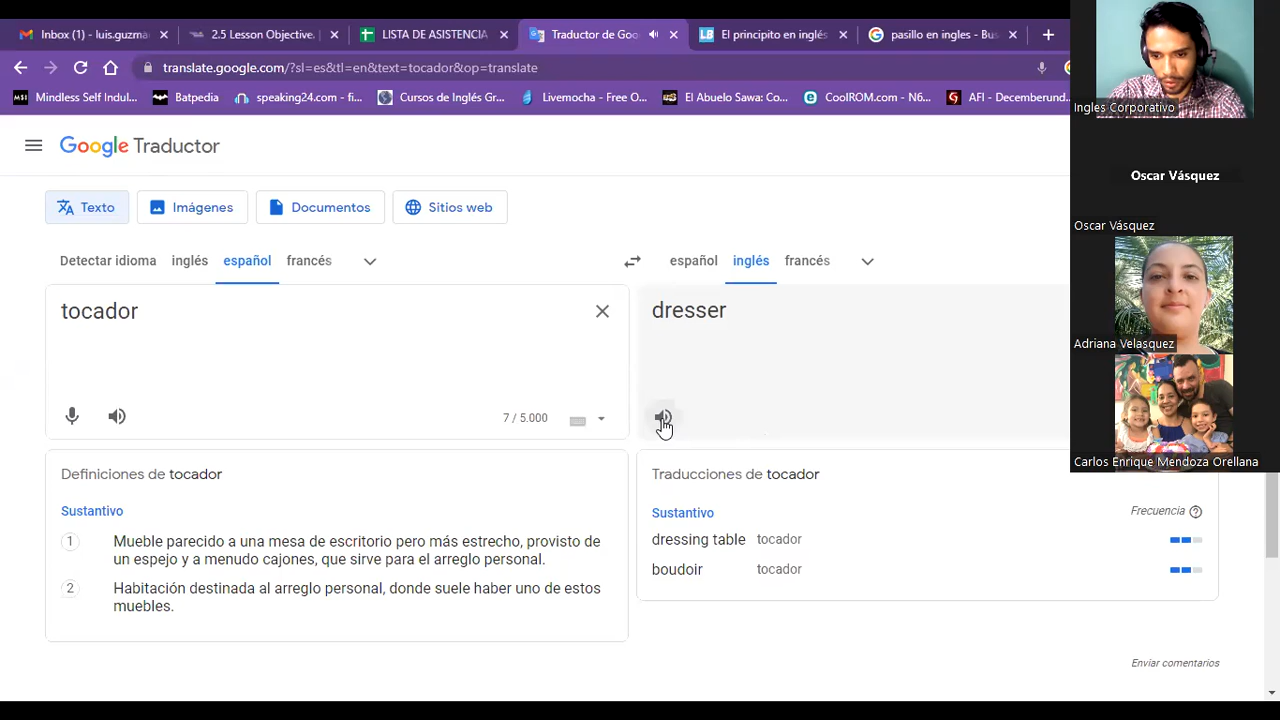 Inbox (1) - luis.guzma
2.5 Lesson Objective.
LISTA DE ASISTENCIA
Traductor de Goo
El principito en inglés
pasillo en ingles - Bus
translate.google.com/?sl=es&tl=en&text=tocador&op=translate
Mindless Self Indul...
Batpedia
speaking24.com - fi...
Cursos de Ingles Gr...
Livemocha - Free O...
El Abuelo Sawa: Co...
CoolROM.com - N6...
AFI - Decemberund
Google Traductor
Texto
Imágenes
Documentos
Sitios web
Detectar idioma
inglés
español
francés
español
inglés
francés
tocador
dresser
7 / 5.000
Definiciones de tocador
Sustantivo
1
Mueble parecido a una mesa de escritorio pero más estrecho, provisto de
un espejo y a menudo cajones, que sirve para el arreglo personal.
2
Habitación destinada al arreglo personal, donde suele haber uno de estos
muebles.
Traducciones de tocador
Sustantivo
Frecuencia
dressing table tocador
boudoir tocador
Enviar comentarios
Ingles Corporativo
Oscar Vásquez
Oscar Vásquez
Adriana Velasquez
Carlos Enrique Mendoza Orellana